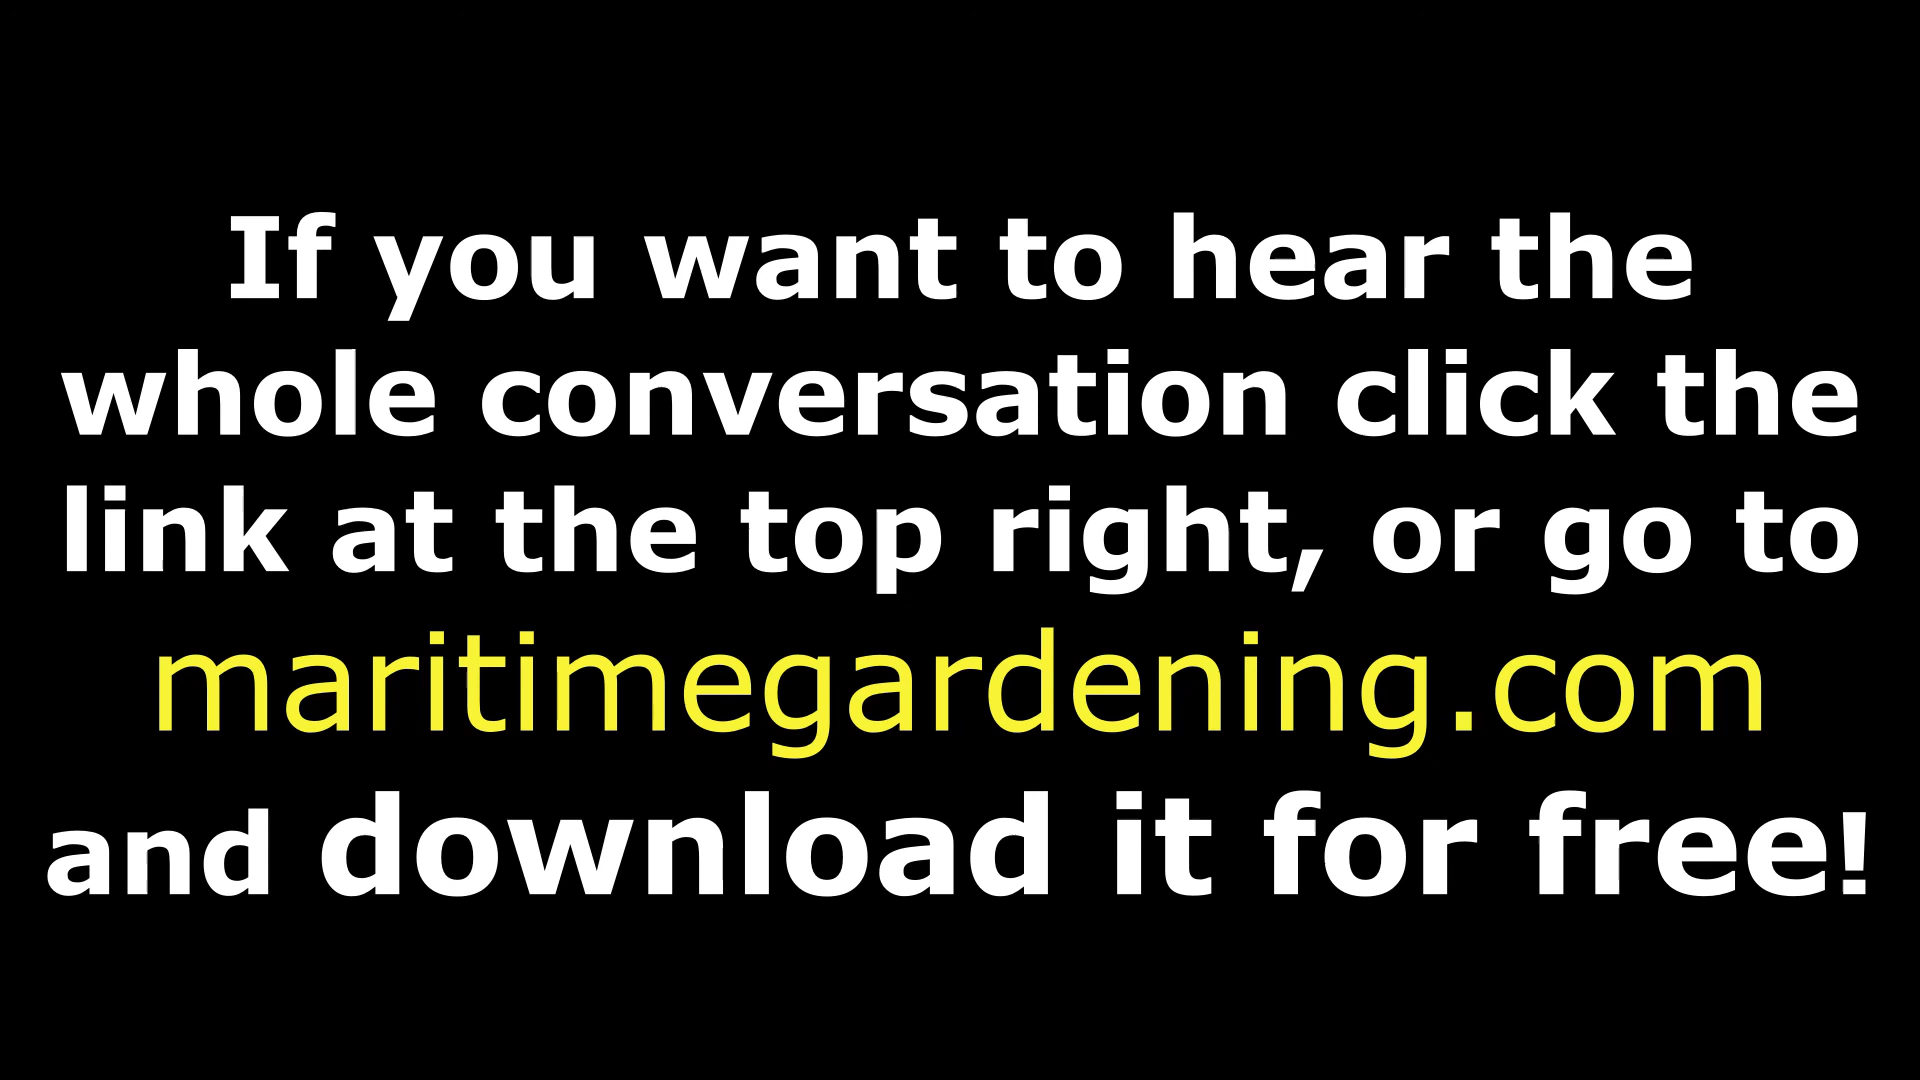 If you want to hear the
whole conversation click the
link at the top right, or go to
maritimegardening.com
and download it for free!